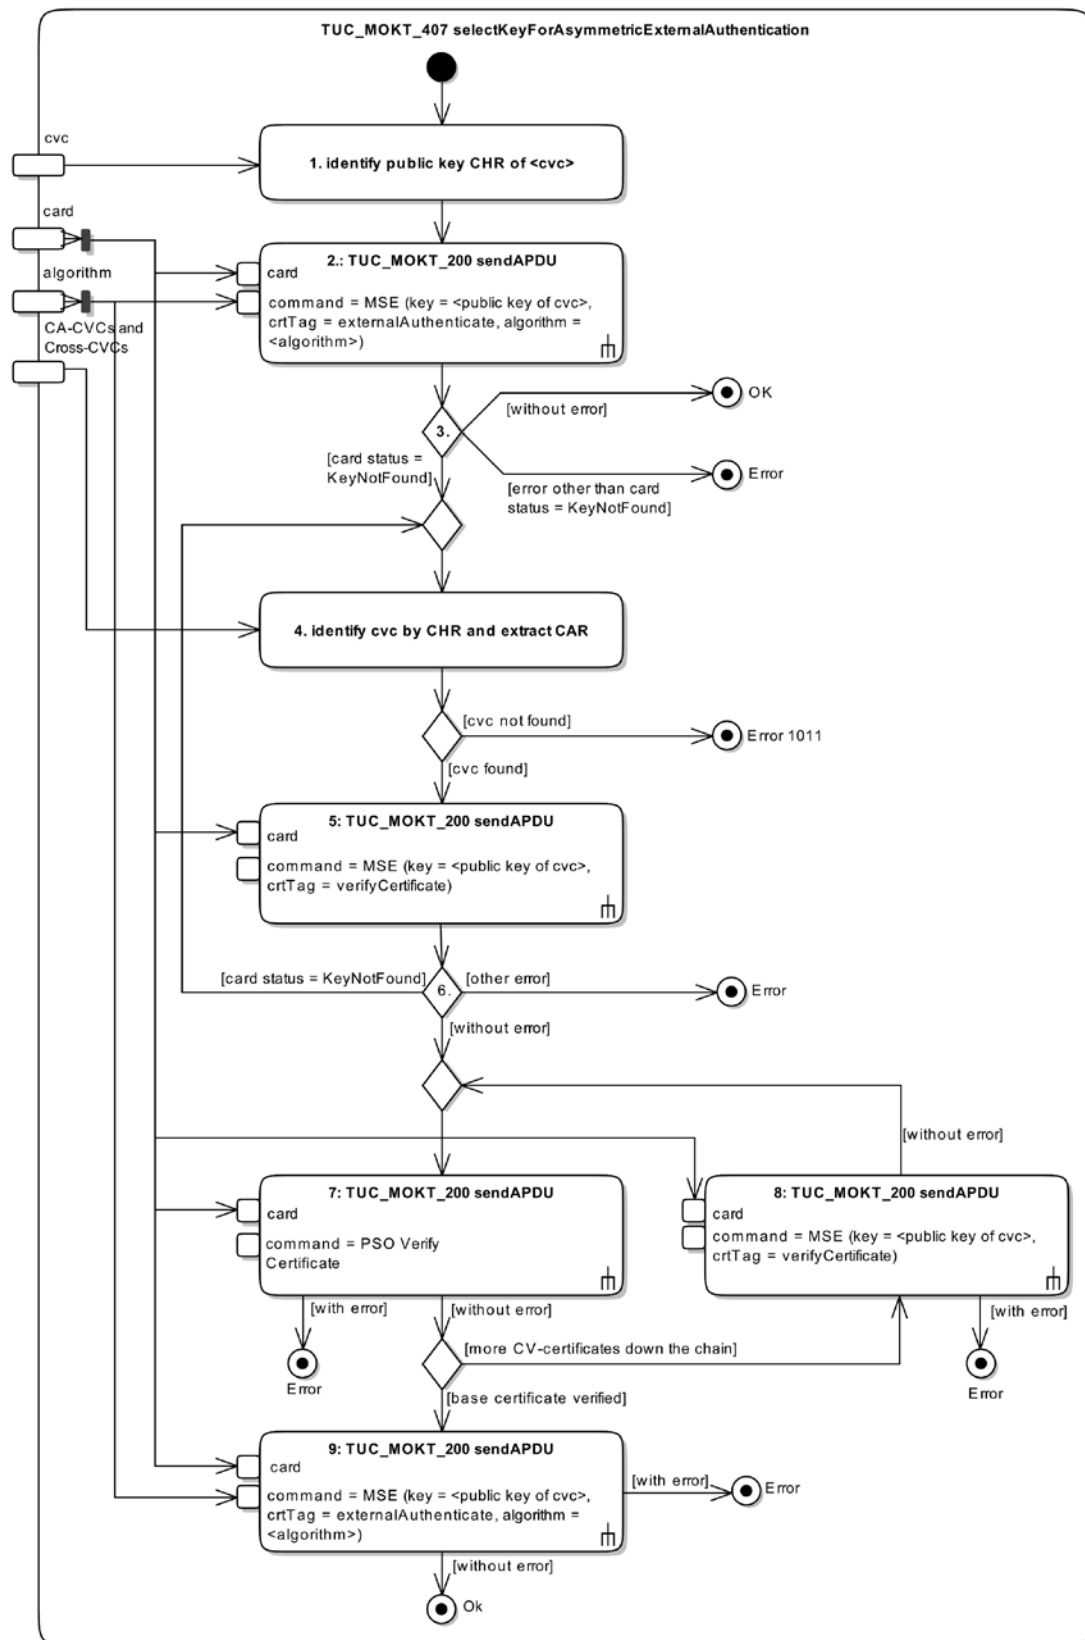 TUC_MOKT_407 selectKeyForAsymmetricExternalAuthentication
cvc
1. identify public key CHR of <cvc>
card
2.: TUC_MOKT_200 sendAPDU
card
algorithm
command = MSE (key = <public key of cvc>,
crtTag = externalAuthenticate, algorithm =
<algorithm>)
CA-CVCs and
Cross-CVCs
OK
[without error]
3.
[card status =
KeyNotFound]
Error
[error other than card
status = KeyNotFound]
4. identify cvc by CHR and extract CAR
[cvc not found]
Error 1011
[cvc found]
5: TUC_MOKT_200 sendAPDU
card
command = MSE (key = <public key of cvc>,
crtTag = verifyCertificate)
[card status = KeyNotFound]
6.
[other error]
Error
[without error]
[without error]
7: TUC_MOKT_200 sendAPDU
card
command = PSO Verify
Certificate
8: TUC_MOKT_200 sendAPDU
card
command = MSE (key = <public key of cvc>,
crtTag = verifyCertificate)
[with error]
[without error]
[with error]
[more CV-certificates down the chain]
Error
Error
[base certificate verified]
9: TUC_MOKT_200 sendAPDU
card
command = MSE (key = <public key of cvc>,
crtTag = externalAuthenticate, algorithm =
<algorithm>)
[with error]
Error
[without error]
Ok